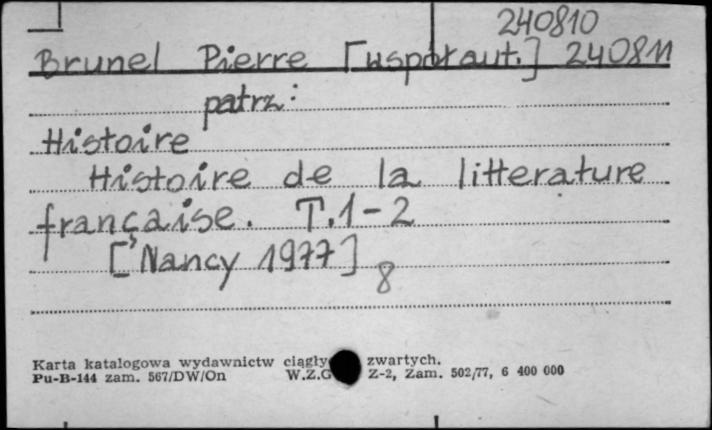 240810
Brunel Pierre [współaut.] 240811
patrz:
Histoire
Histoire de la litterature
française. T.1-2
[Nancy 1977]
8
Karta katalogowa wydawnictw ciągły zwartych.
Pu-B-144 zam. 567/DW/On W.Z.G Z-2, Zam. 502/77, 6 400 000